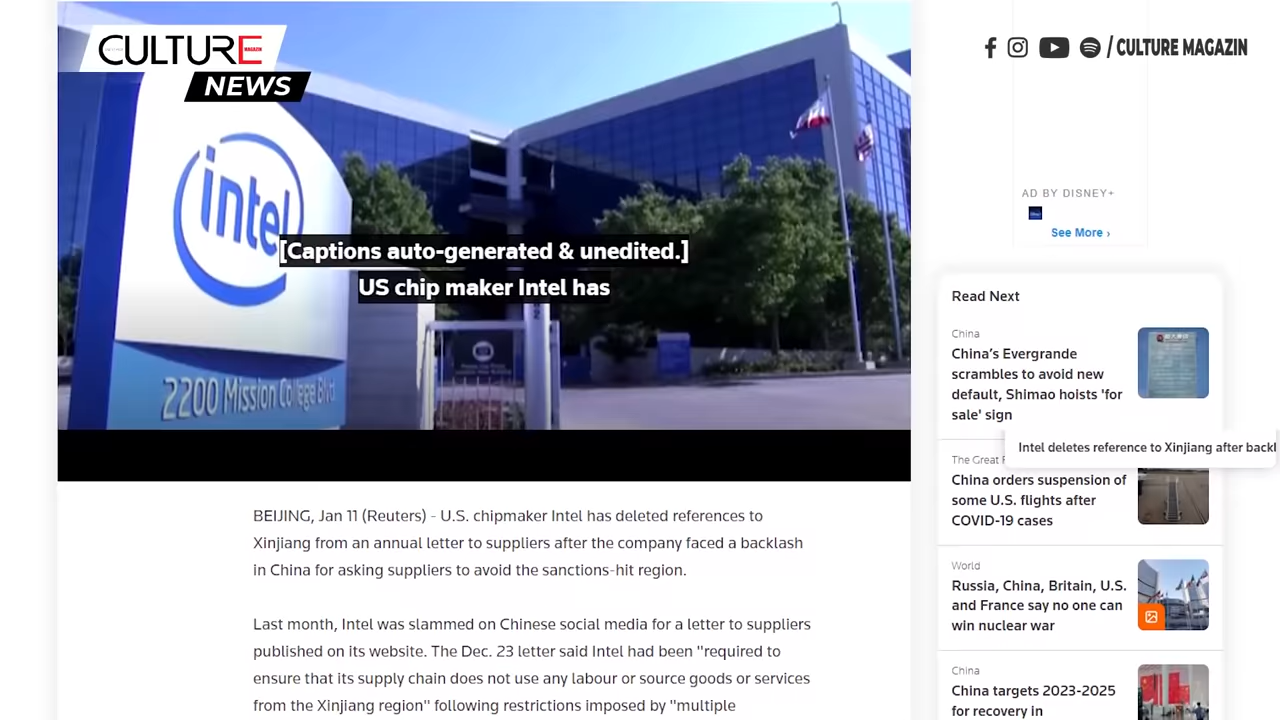 CULTURE
MAGAZIN
NEWS
/ CULTURE MAGAZIN
intel
[Captions auto-generated & unedited.]
US chip maker Intel has
2200 Mission College Blvd.
AD BY DISNEY+
See More ›
Read Next
China
China’s Evergrande
scrambles to avoid new
default, Shimao hoists 'for
sale' sign
Intel deletes reference to Xinjiang after backl
The Great
China orders suspension of
some U.S. flights after
COVID-19 cases
World
Russia, China, Britain, U.S.
and France say no one can
win nuclear war
China
China targets 2023-2025
for recovery in
BEIJING, Jan 11 (Reuters) - U.S. chipmaker Intel has deleted references to
Xinjiang from an annual letter to suppliers after the company faced a backlash
in China for asking suppliers to avoid the sanctions-hit region.
Last month, Intel was slammed on Chinese social media for a letter to suppliers
published on its website. The Dec. 23 letter said Intel had been "required to
ensure that its supply chain does not use any labour or source goods or services
from the Xinjiang region" following restrictions imposed by "multiple